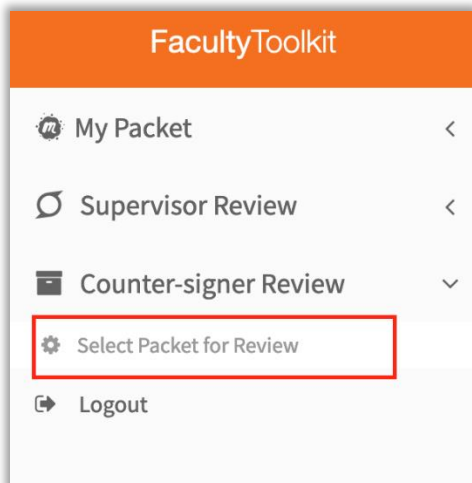 FacultyToolkit
My Packet
Supervisor Review
Counter-signer Review
Select Packet for Review
Logout